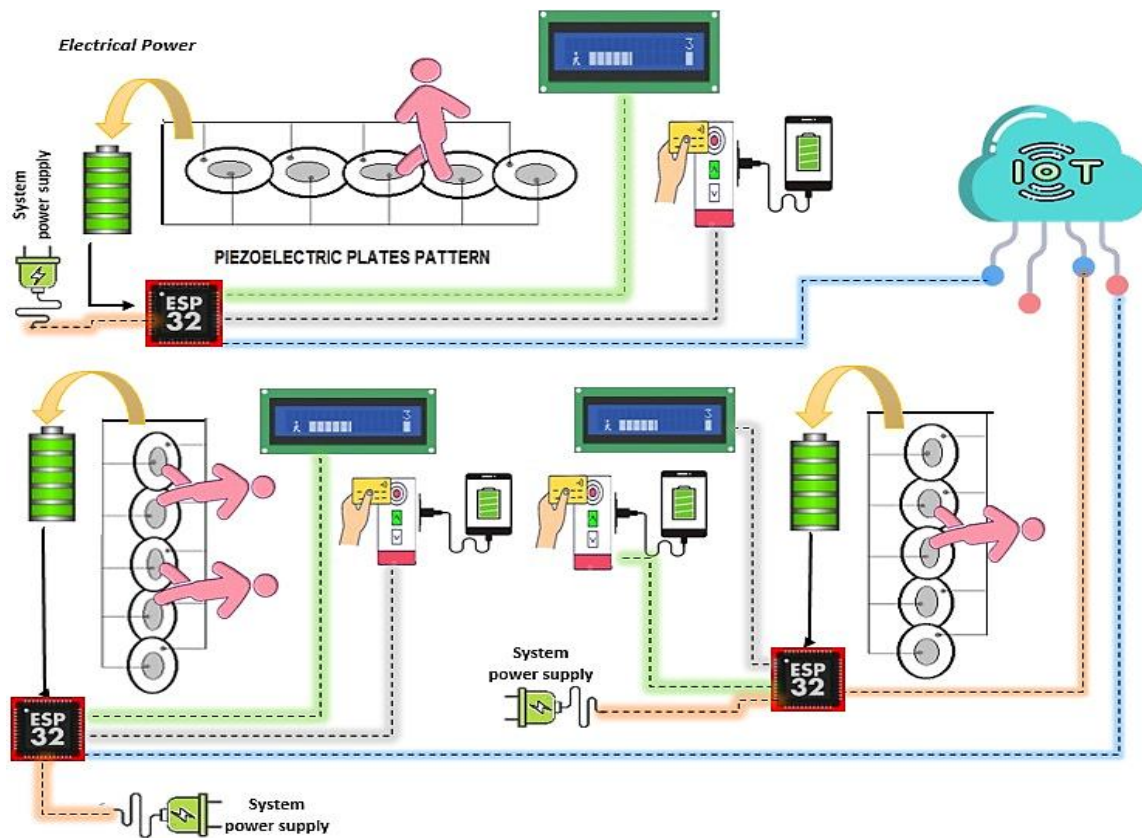 Electrical Power
3
System
power supply
IOT
PIEZOELECTRIC PLATES PATTERN
ESP
32
3
3
ESP
32
System
power supply
ESP
32
System
power supply